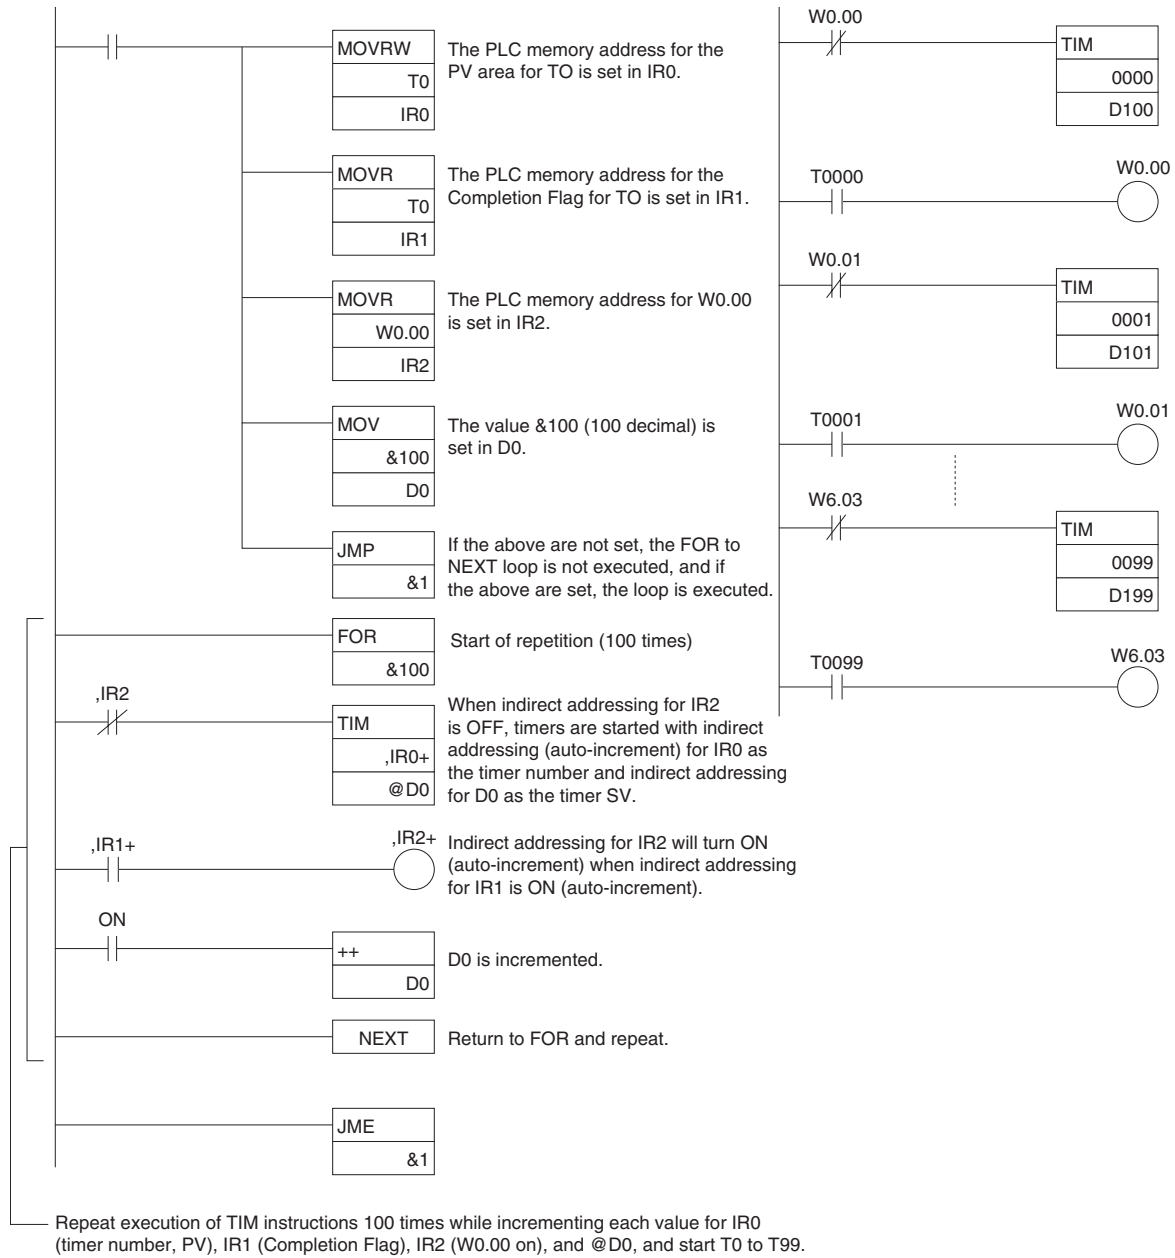 MOVRW
T0
IR0
The PLC memory address for the
PV area for TO is set in IR0.
MOVR
T0
IR1
The PLC memory address for the
Completion Flag for TO is set in IR1.
MOVR
W0.00
IR2
The PLC memory address for W0.00
is set in IR2.
MOV
&100
D0
The value &100 (100 decimal) is
set in D0.
JMP
&1
If the above are not set, the FOR to
NEXT loop is not executed, and if
the above are set, the loop is executed.
FOR
&100
Start of repetition (100 times)
,IR2
TIM
,IR0+
@D0
When indirect addressing for IR2
is OFF, timers are started with indirect
addressing (auto-increment) for IR0 as
the timer number and indirect addressing
for D0 as the timer SV.
,IR1+
,IR2+
Indirect addressing for IR2 will turn ON
(auto-increment) when indirect addressing
for IR1 is ON (auto-increment).
ON
++
D0
D0 is incremented.
NEXT
Return to FOR and repeat.
JME
&1
Repeat execution of TIM instructions 100 times while incrementing each value for IR0
(timer number, PV), IR1 (Completion Flag), IR2 (W0.00 on), and @D0, and start T0 to T99.
W0.00
TIM
0000
D100
T0000
W0.00
W0.01
TIM
0001
D101
T0001
W0.01
W6.03
TIM
0099
D199
T0099
W6.03